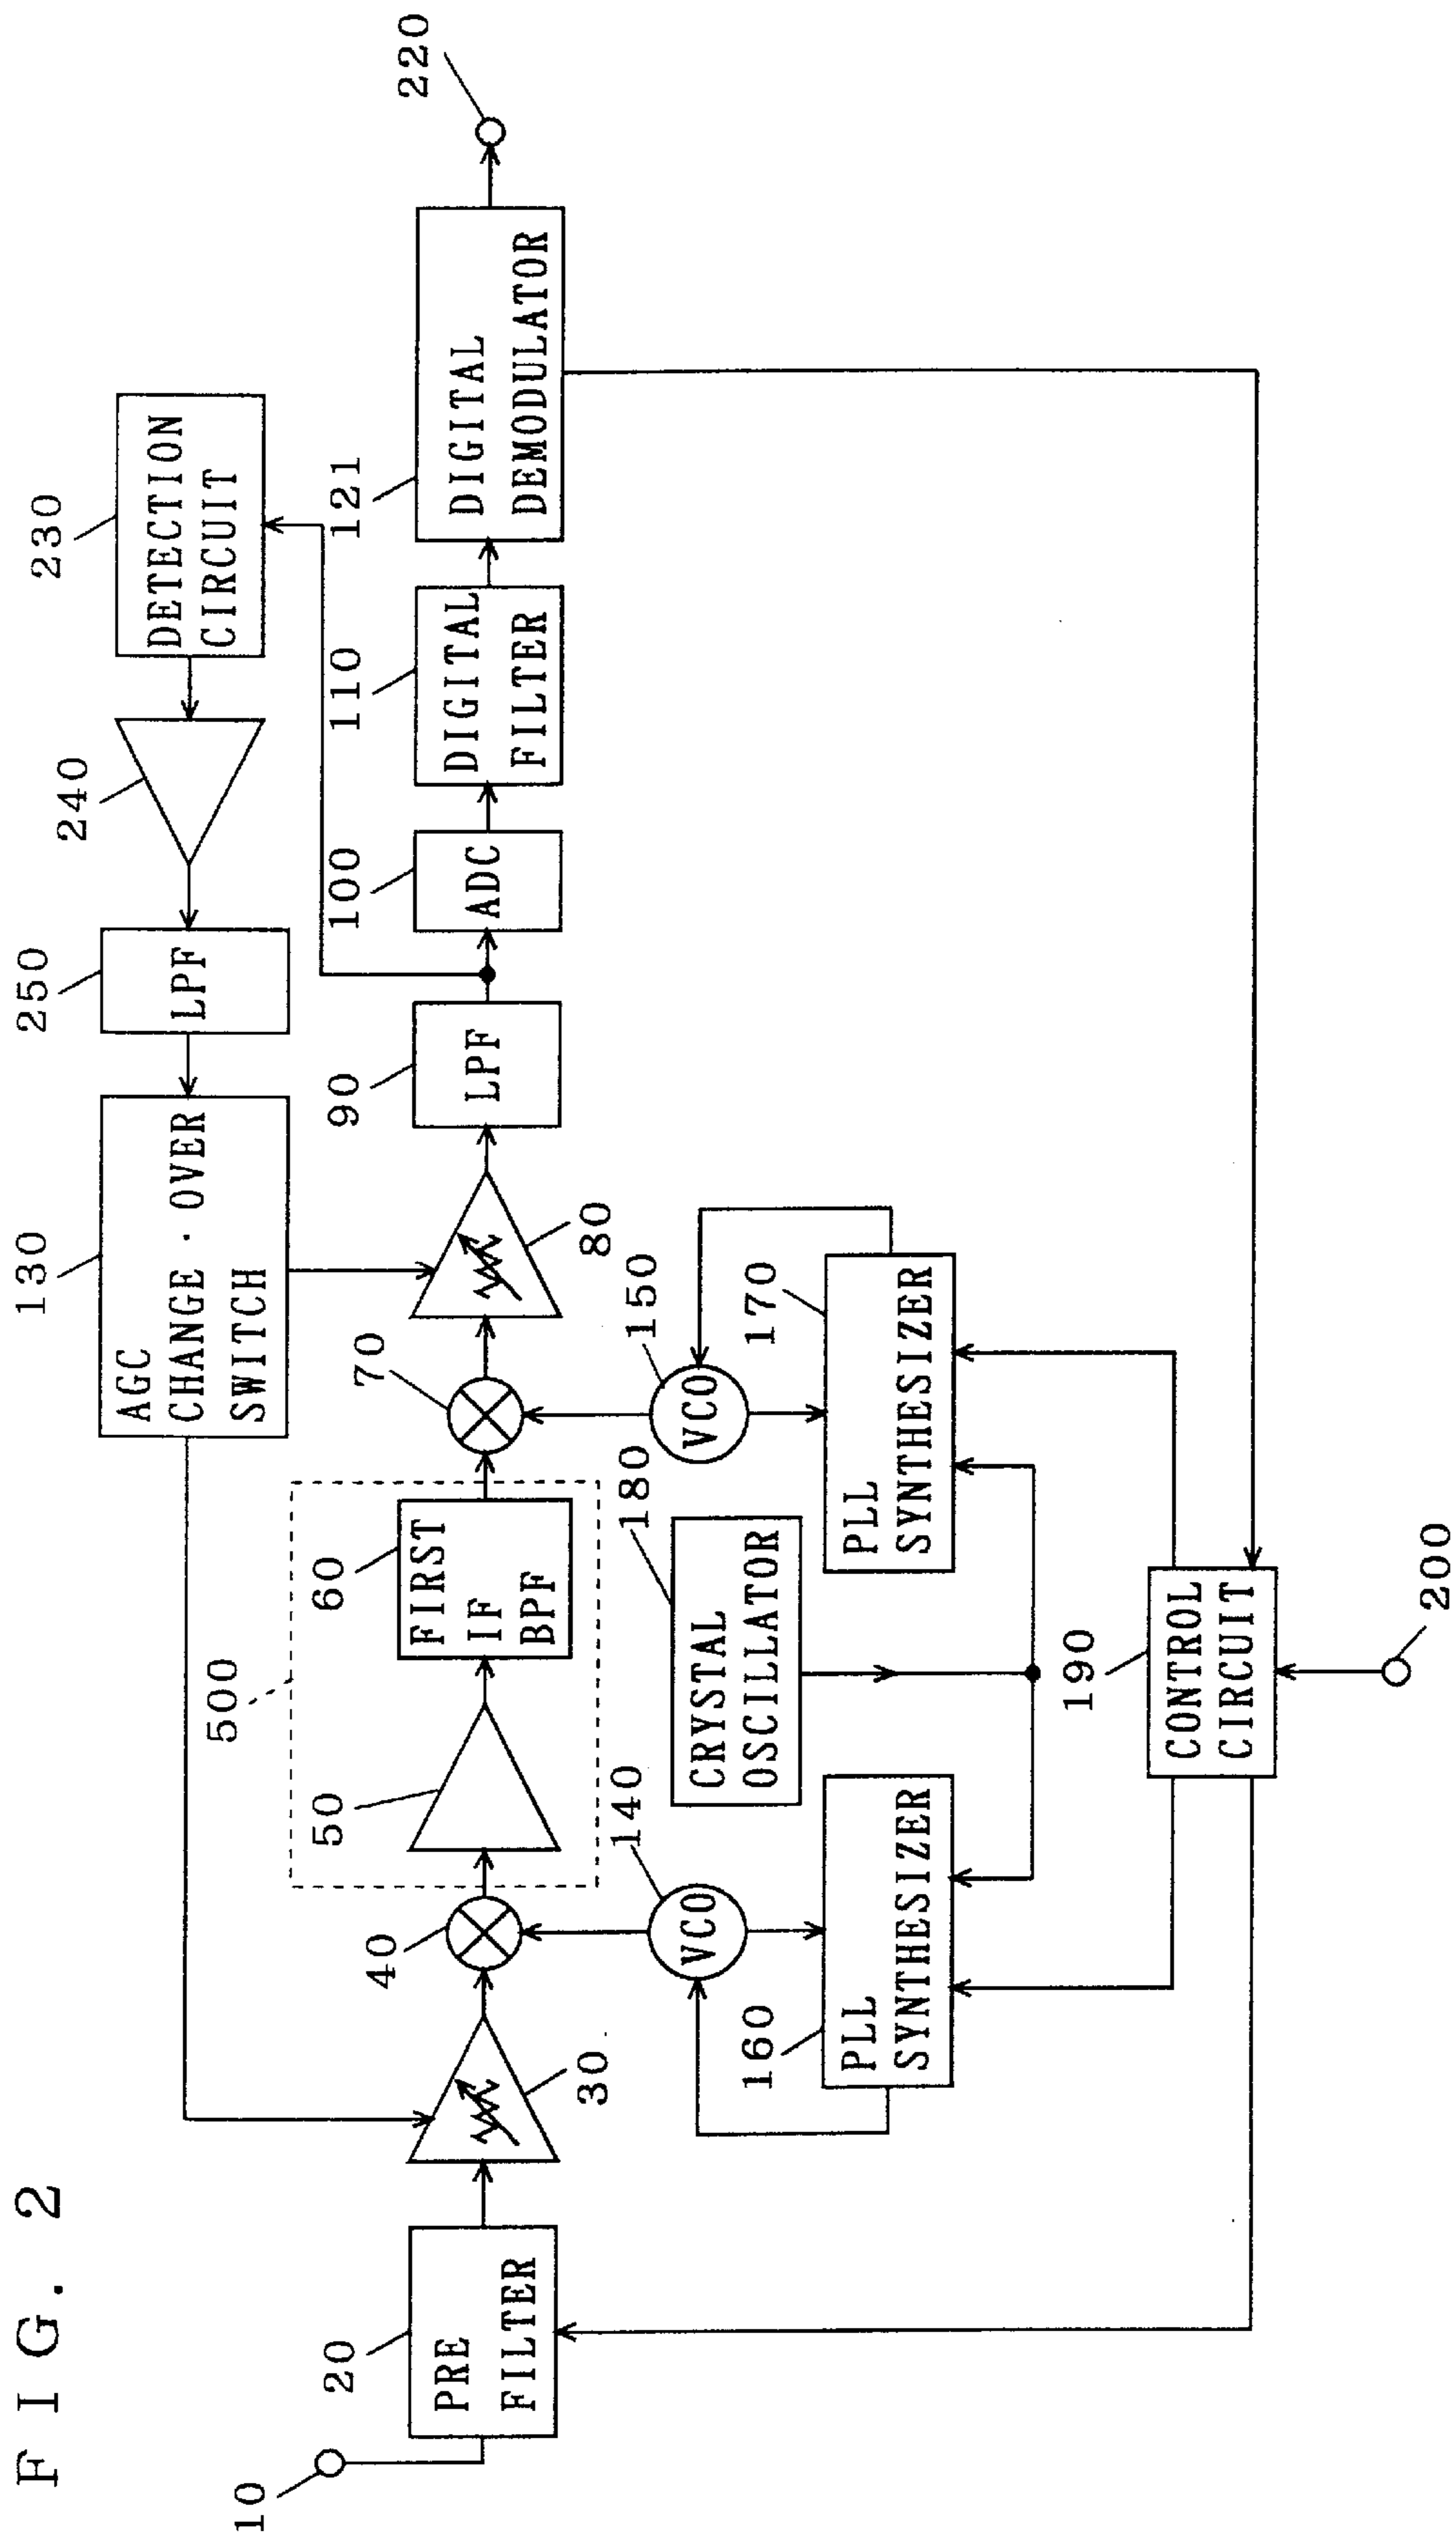 FIG. 2
130
AGC
CHANGE·OVER
SWITCH
250
LPF
240
230
DETECTION
CIRCUIT
10
20
PRE
FILTER
30
40
500
50
60
FIRST
IF
BPF
70
80
90
LPF
100
ADC
110
DIGITAL
FILTER
121
DIGITAL
DEMODULATOR
220
140
VCO
180
CRYSTAL
OSCILLATOR
150
VCO
160
PLL
SYNTHESIZER
170
PLL
SYNTHESIZER
190
CONTROL
CIRCUIT
200